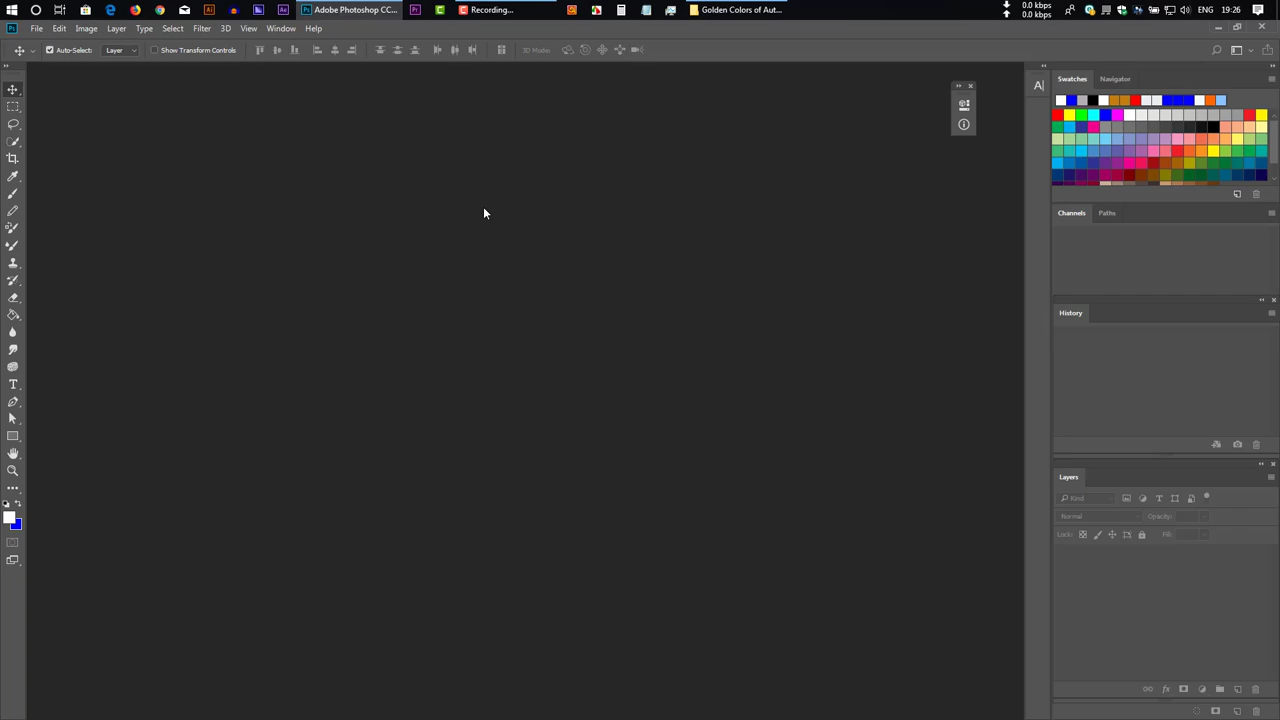 Adobe Photoshop CC...
Recording...
Golden Colors of Aut...
0.0 kbps
0.0 kbps
ENG
19:26
File Edit Image Layer Type Select Filter 3D View Window Help
Auto-Select: Layer Show Transform Controls 3D Mode:
Swatches Navigator
Channels Paths
History
Layers
Kind
Normal Opacity:
Lock: Fill: